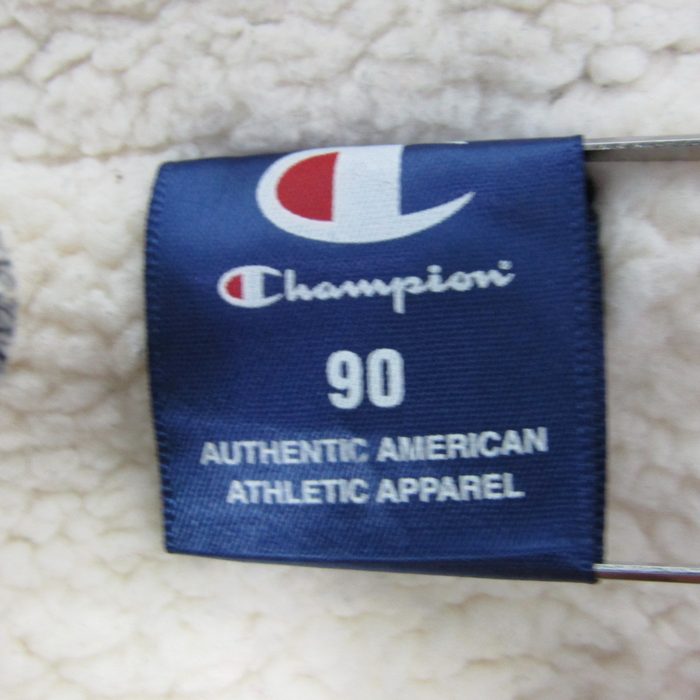 Champion
90
AUTHENTIC AMERICAN
ATHLETIC APPAREL